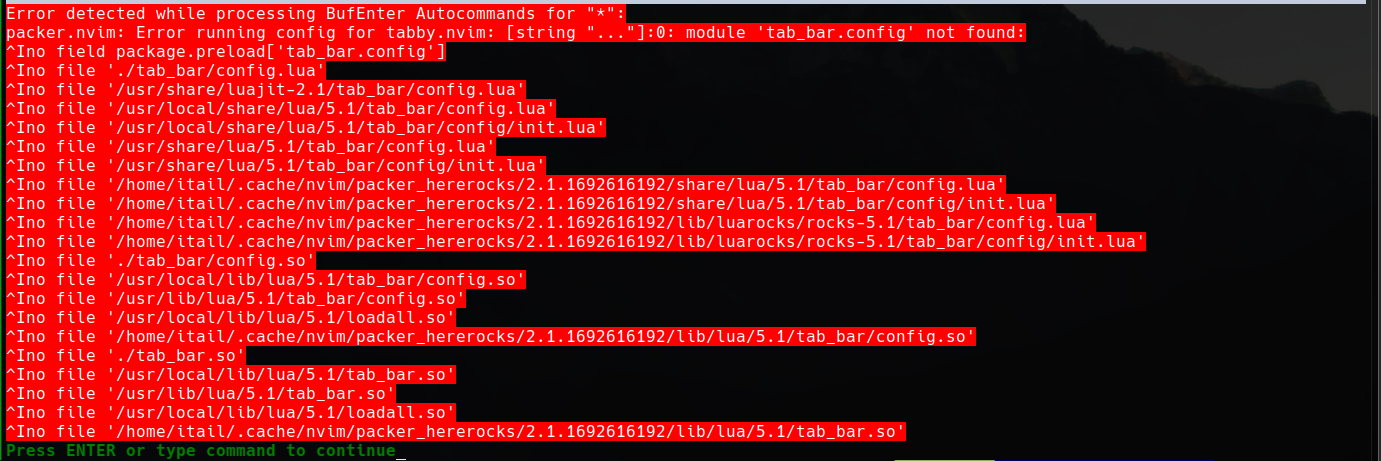 Error detected while processing BufEnter Autocommands for "*":
packer.nvim: Error running config for tabby.nvim: [string "..."]:0: module 'tab_bar.config' not found:
^Ino field package.preload['tab_bar.config']
^Ino file './tab_bar/config.lua'
^Ino file '/usr/share/luajit-2.1/tab_bar/config.lua'
^Ino file '/usr/local/share/lua/5.1/tab_bar/config.lua'
^Ino file '/usr/local/share/lua/5.1/tab_bar/config/init.lua'
^Ino file '/usr/share/lua/5.1/tab_bar/config.lua'
^Ino file '/usr/share/lua/5.1/tab_bar/config/init.lua'
^Ino file '/home/itail/.cache/nvim/packer_hererocks/2.1.1692616192/share/lua/5.1/tab_bar/config.lua'
^Ino file '/home/itail/.cache/nvim/packer_hererocks/2.1.1692616192/share/lua/5.1/tab_bar/config/init.lua'
^Ino file '/home/itail/.cache/nvim/packer_hererocks/2.1.1692616192/lib/luarocks/rocks-5.1/tab_bar/config.lua'
^Ino file '/home/itail/.cache/nvim/packer_hererocks/2.1.1692616192/lib/luarocks/rocks-5.1/tab_bar/config/init.lua'
^Ino file './tab_bar/config.so'
^Ino file '/usr/local/lib/lua/5.1/tab_bar/config.so'
^Ino file '/usr/lib/lua/5.1/tab_bar/config.so'
^Ino file '/usr/local/lib/lua/5.1/loadall.so'
^Ino file '/home/itail/.cache/nvim/packer_hererocks/2.1.1692616192/lib/lua/5.1/tab_bar/config.so'
^Ino file './tab_bar.so'
^Ino file '/usr/local/lib/lua/5.1/tab_bar.so'
^Ino file '/usr/lib/lua/5.1/tab_bar.so'
^Ino file '/usr/local/lib/lua/5.1/loadall.so'
^Ino file '/home/itail/.cache/nvim/packer_hererocks/2.1.1692616192/lib/lua/5.1/tab_bar.so'
Press ENTER or type command to continue